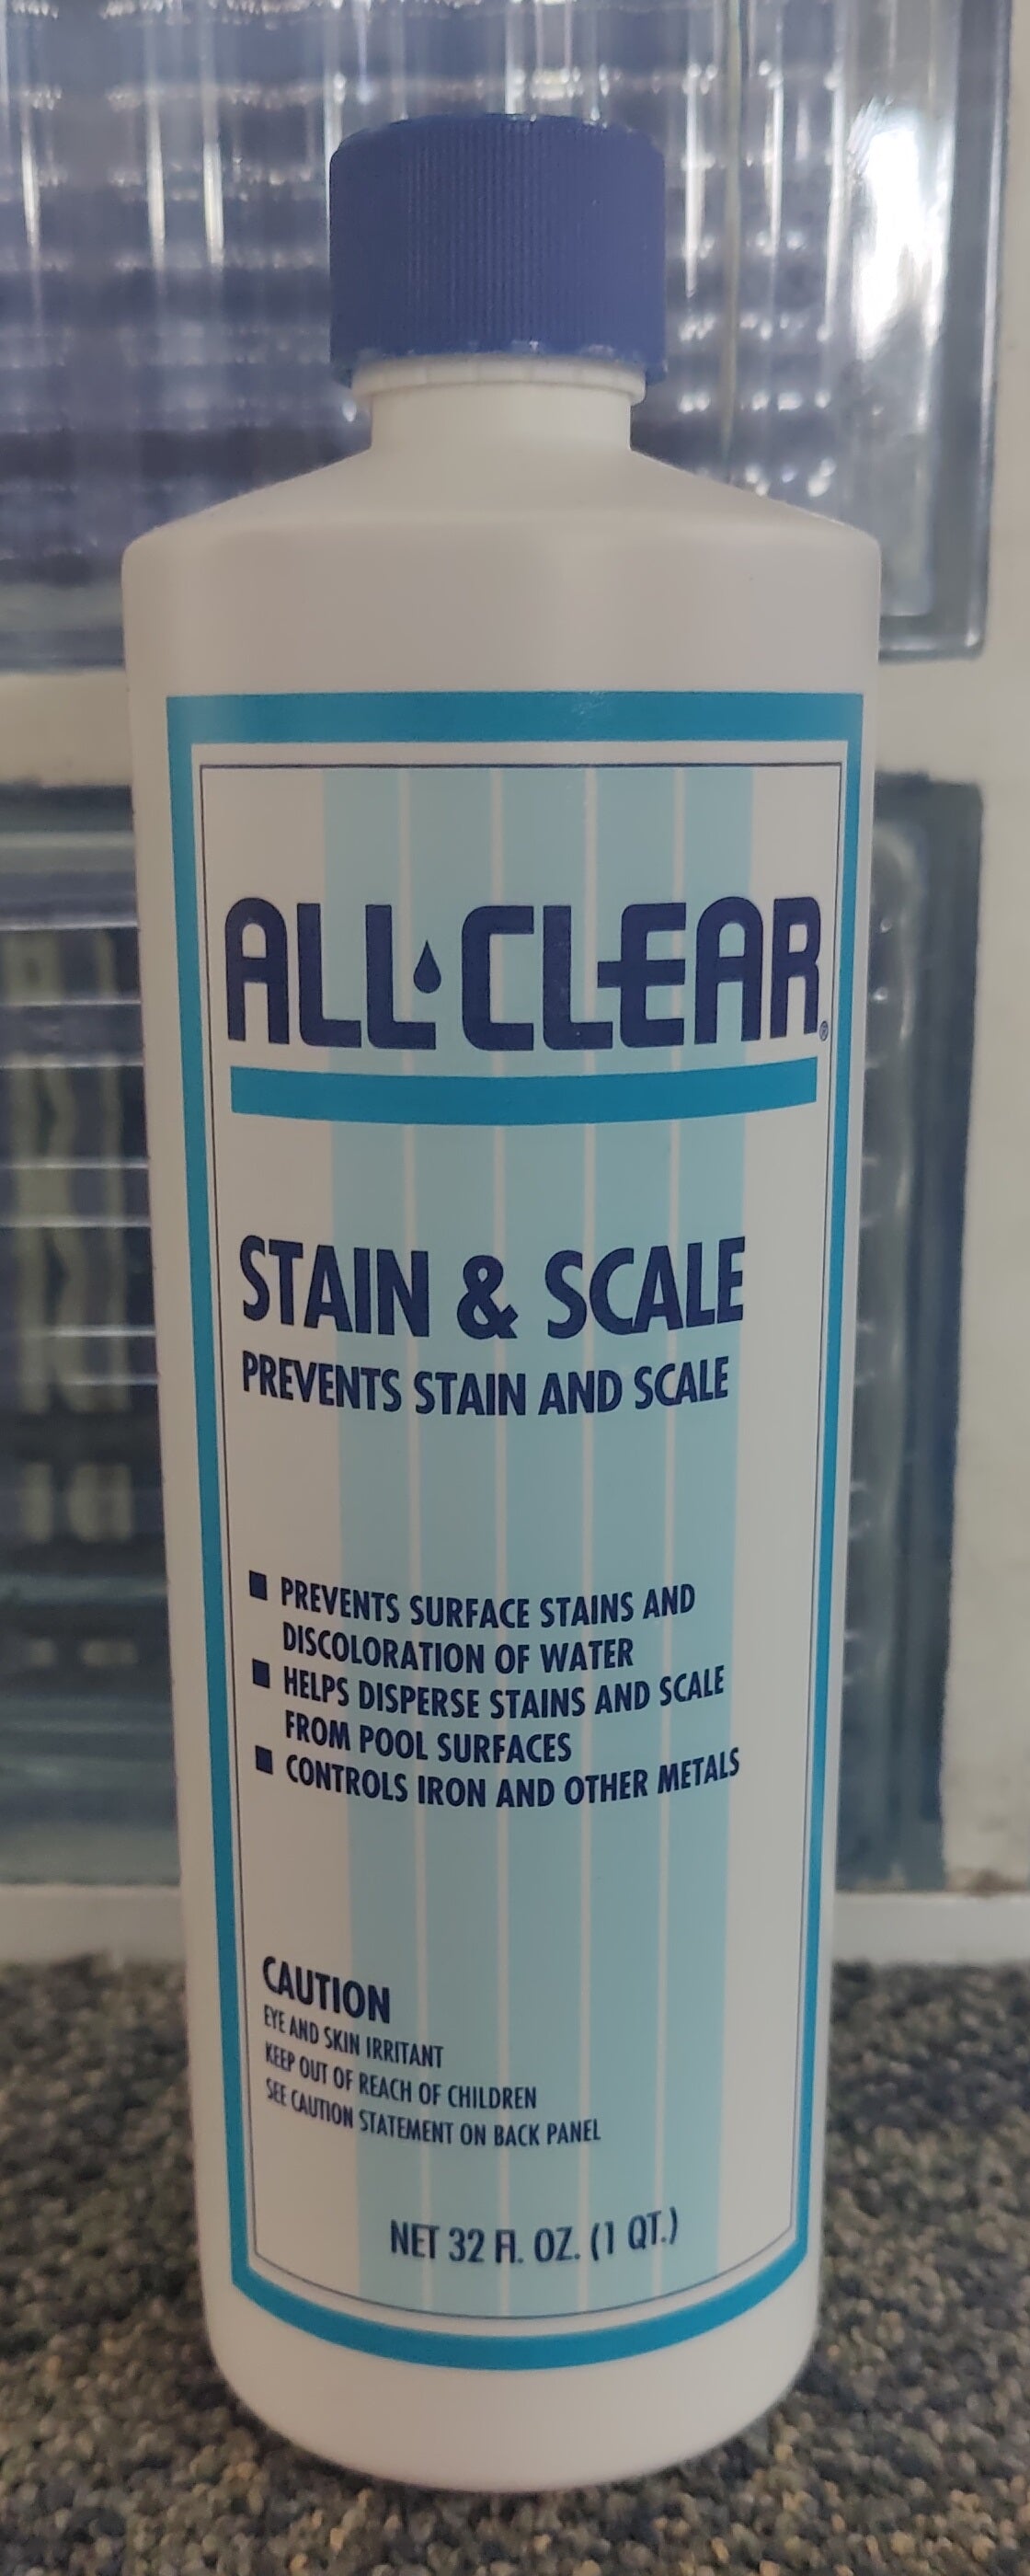 ALL CLEAR®
STAIN & SCALE
PREVENTS STAIN AND SCALE
■ PREVENTS SURFACE STAINS AND
DISCOLORATION OF WATER
■ HELPS DISPERSE STAINS AND SCALE
FROM POOL SURFACES
■ CONTROLS IRON AND OTHER METALS
CAUTION
EYE AND SKIN IRRITANT
KEEP OUT OF REACH OF CHILDREN
SEE CAUTION STATEMENT ON BACK PANEL
NET 32 FL. OZ. (1 QT.)